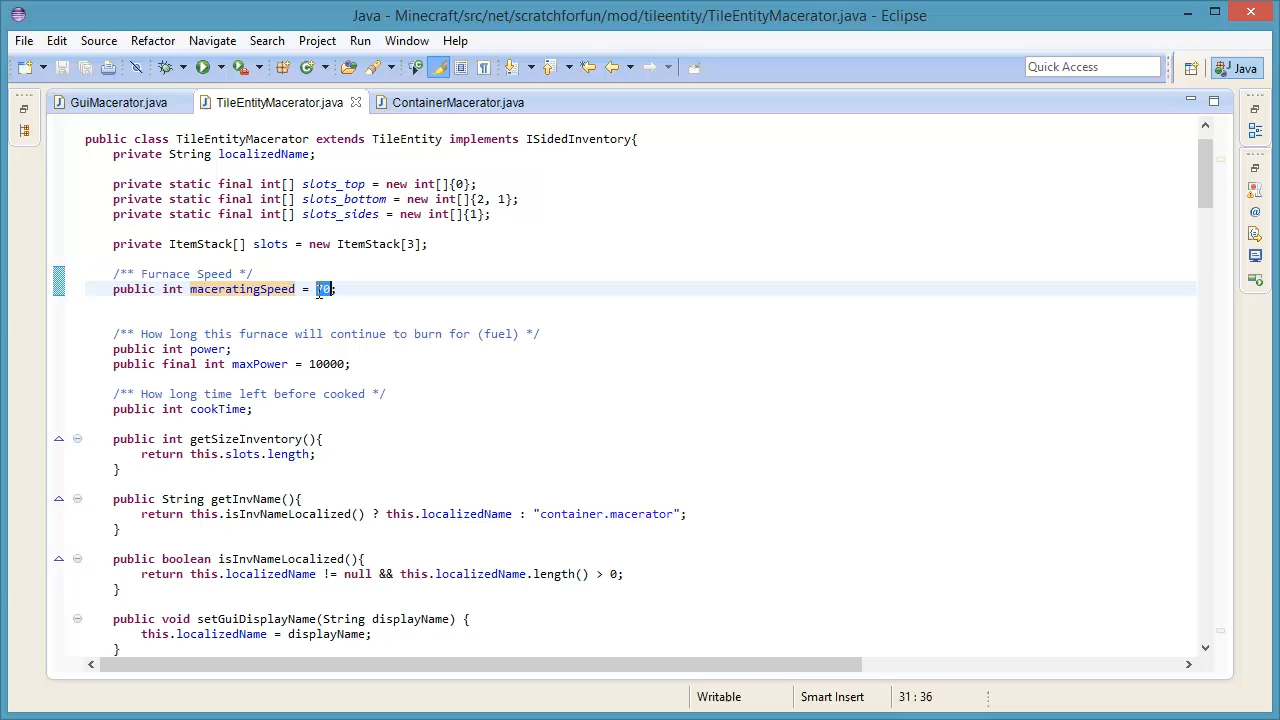 Java - Minecraft/src/net/scratchforfun/mod/tileentity/TileEntityMacerator.java - Eclipse
File Edit Source Refactor Navigate Search Project Run Window Help
Quick Access
Java
GuiMacerator.java
TileEntityMacerator.java
ContainerMacerator.java
public class TileEntityMacerator extends TileEntity implements ISidedInventory{
private String localizedName;
private static final int[] slots_top = new int[]{0};
private static final int[] slots_bottom = new int[]{2, 1};
private static final int[] slots_sides = new int[]{1};
private ItemStack[] slots = new ItemStack[3];
/** Furnace Speed */
public int maceratingSpeed =
/** How long this furnace will continue to burn for (fuel) */
public int power;
public final int maxPower = 10000;
/** How long time left before cooked */
public int cookTime;
public int getSizeInventory(){
return this.slots.length;
}
public String getInvName(){
return this.isInvNameLocalized() ? this.localizedName : "container.macerator";
}
public boolean isInvNameLocalized(){
return this.localizedName != null && this.localizedName.length() > 0;
}
public void setGuiDisplayName(String displayName) {
this.localizedName = displayName;
}
Writable
Smart Insert
31 : 36